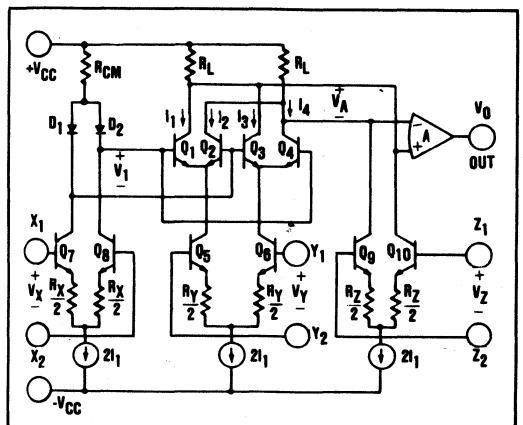 +VCC
RCM
RL
RL
I1
I2
I3
I4
+
VA
−
VO
OUT
D1
D2
Q1
Q2
Q3
Q4
−
A
+
+
V1
−
X1
+
VX
−
X2
Q7
Q8
RX/2
RX/2
Q5
Q6
RY/2
RY/2
Y1
+
VY
−
Y2
Q9
Q10
RZ/2
RZ/2
Z1
+
VZ
−
Z2
2I1
2I1
2I1
-VCC